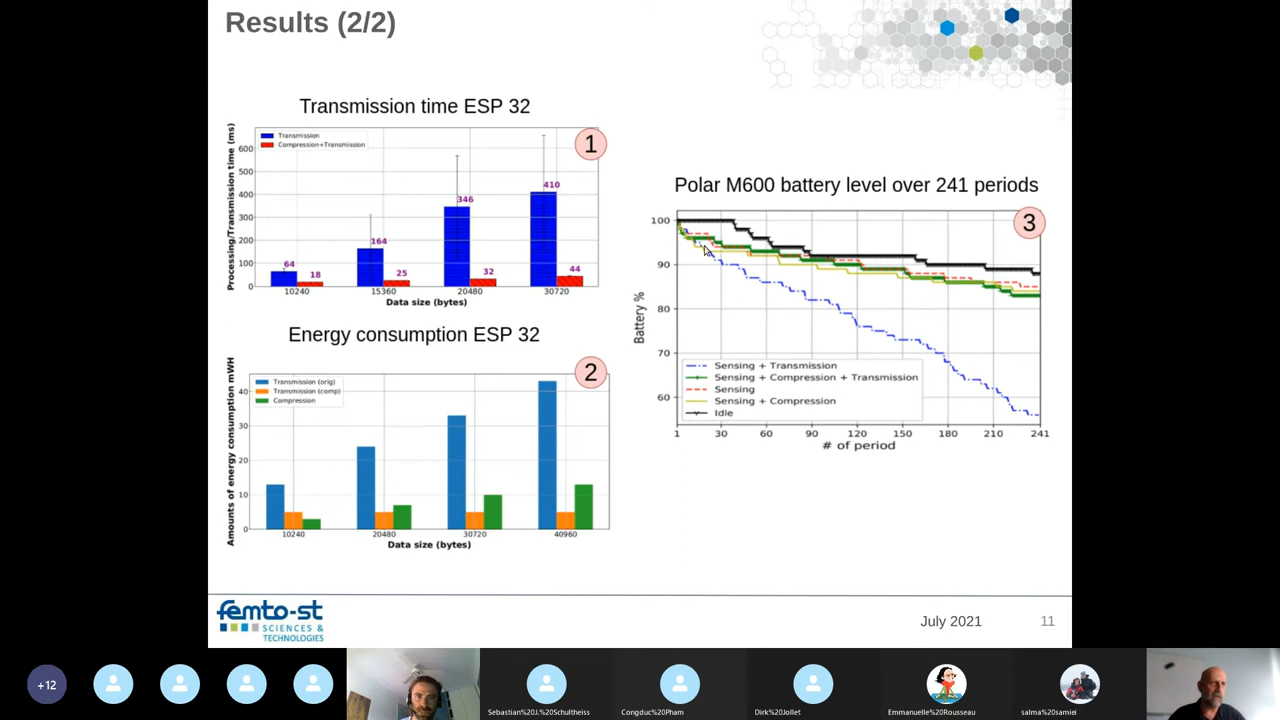 Results (2/2)
Transmission time ESP 32
Processing/Transmission time (ms)
Transmission
Compression+Transmission
1
600
500
400
300
200
100
0
64
18
164
25
346
32
410
44
10240
15360
20480
30720
Data size (bytes)
Energy consumption ESP 32
Amounts of energy consumption mWH
Transmission (orig)
Transmission (comp)
Compression
2
40
30
20
10
0
10240
20480
30720
40960
Data size (bytes)
Polar M600 battery level over 241 periods
3
Battery %
100
90
80
70
60
Sensing + Transmission
Sensing + Compression + Transmission
Sensing
Sensing + Compression
Idle
1
30
60
90
120
150
180
210
241
# of period
femto-st
SCIENCES &
TECHNOLOGIES
July 2021
11
+12
Sebastian%20J.%20Schultheiss
Congduc%20Pham
Dirk%20Jollet
Emmanuelle%20Rousseau
salma%20samiei